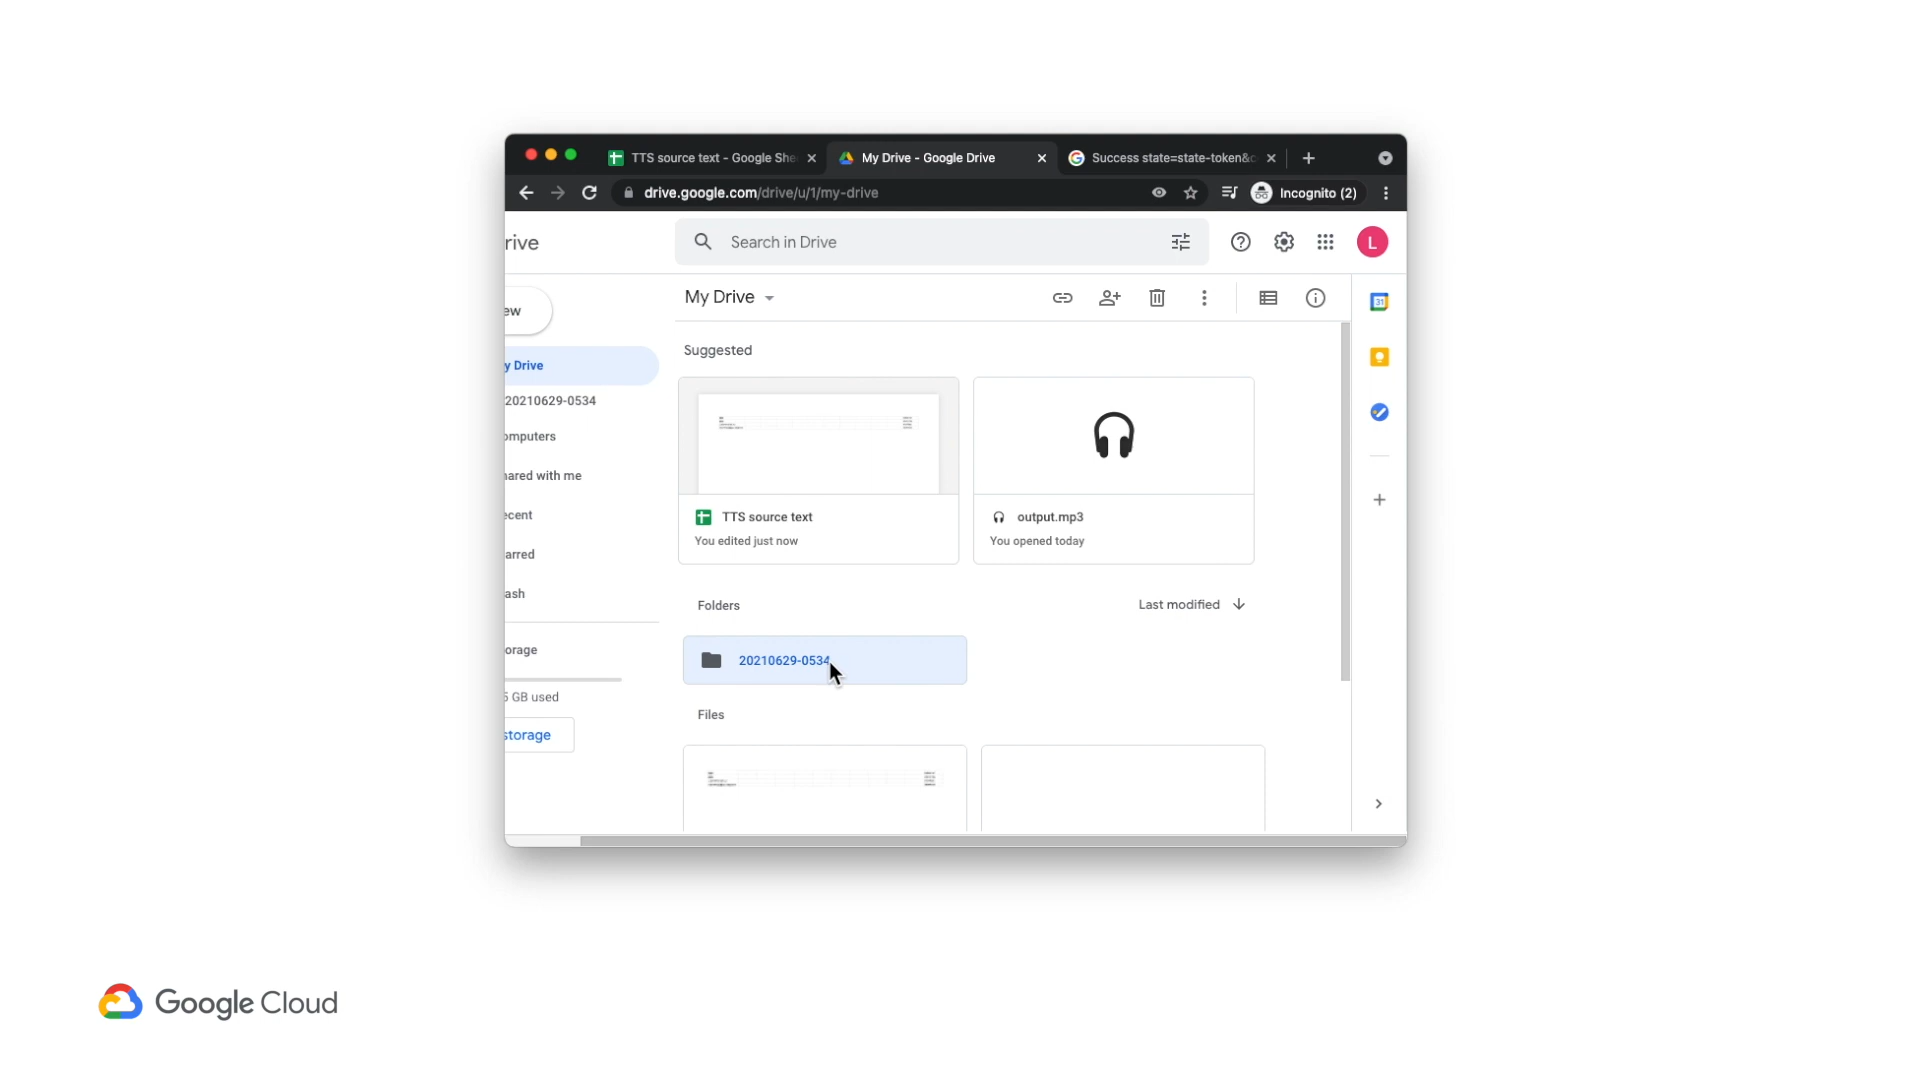 TTS source text - Google She
My Drive - Google Drive
Success state=state-token&c
drive.google.com/drive/u/1/my-drive
Incognito (2)
rive
Search in Drive
L
ew
My Drive
Suggested
y Drive
20210629-0534
omputers
hared with me
ecent
arred
ash
orage
5 GB used
storage
31
TTS source text
You edited just now
output.mp3
You opened today
Folders
Last modified
20210629-0534
Files
Google Cloud